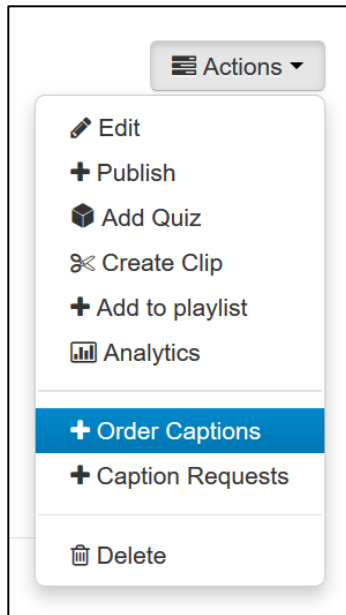 Actions
Edit
Publish
Add Quiz
Create Clip
Add to playlist
Analytics
Order Captions
Caption Requests
Delete